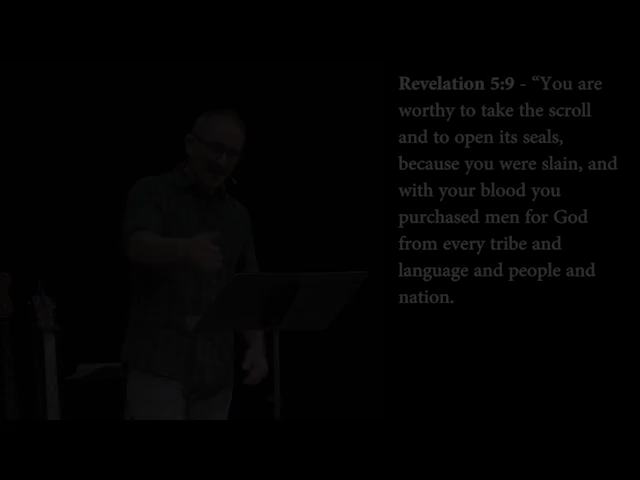 Revelation 5:9 - “You are
worthy to take the scroll
and to open its seals,
because you were slain, and
with your blood you
purchased men for God
from every tribe and
language and people and
nation.